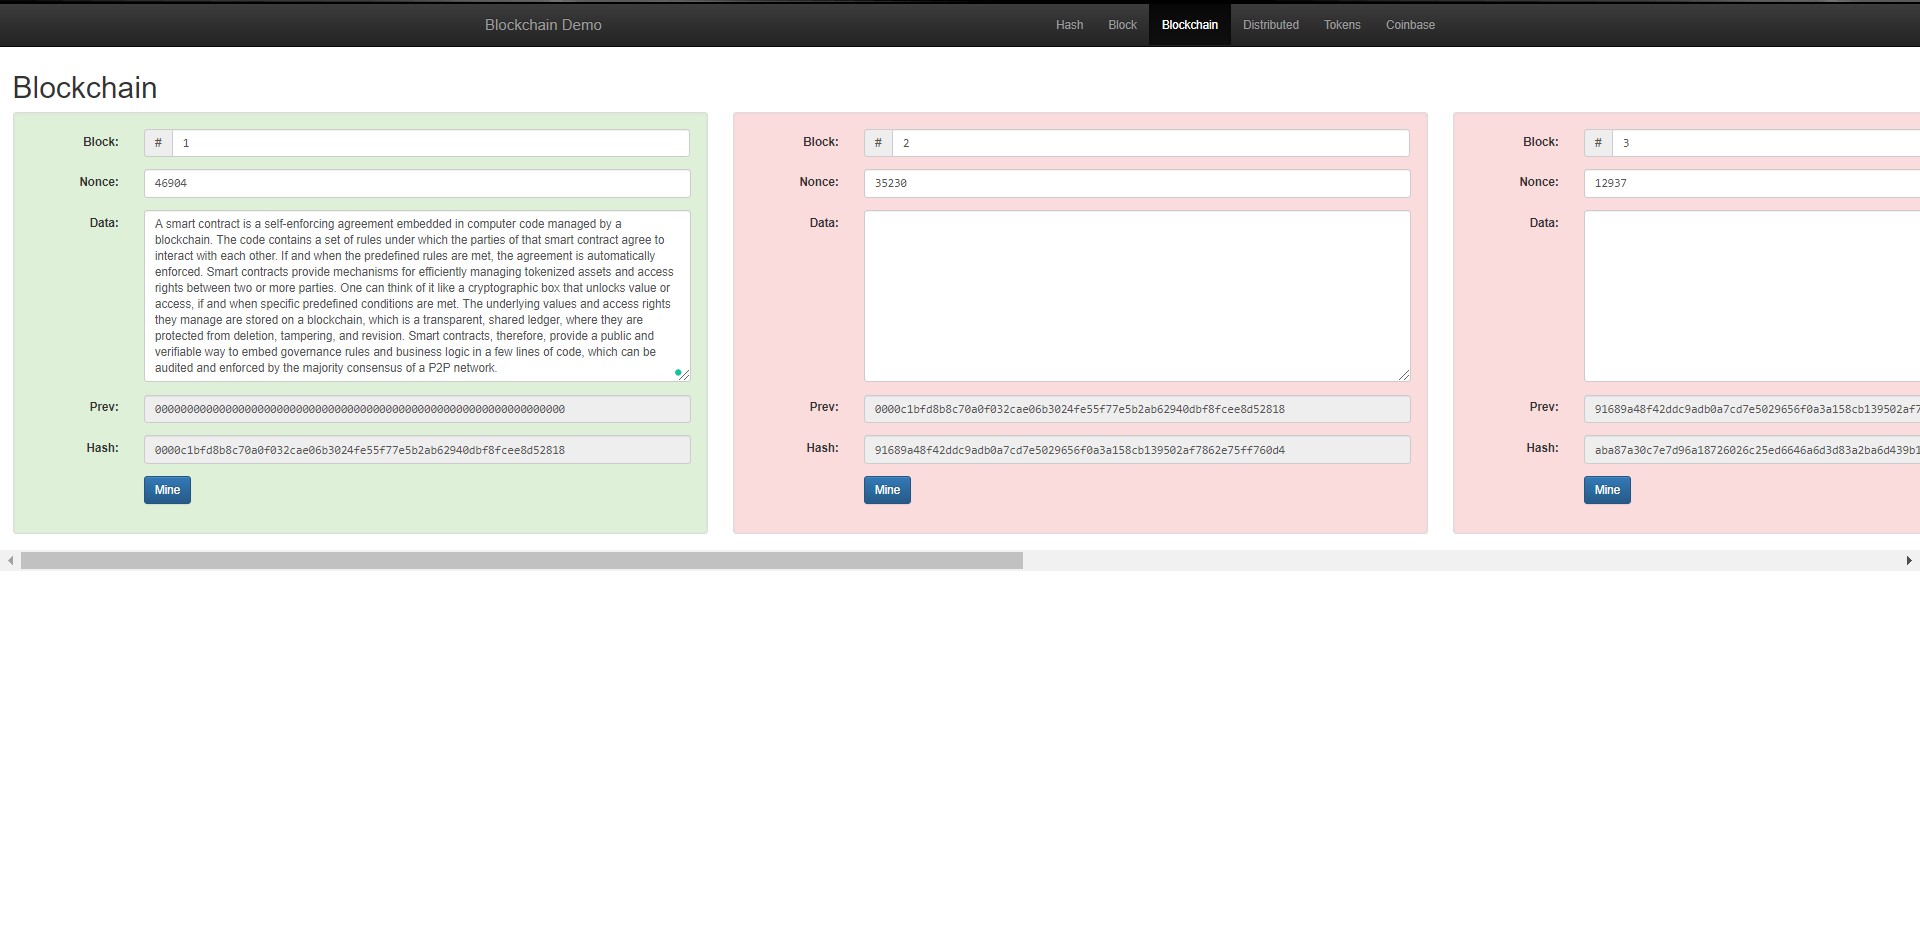 Blockchain Demo
Hash Block Blockchain Distributed Tokens Coinbase
Blockchain
Block: # 1
Nonce: 46904
Data: A smart contract is a self-enforcing agreement embedded in computer code managed by a
blockchain. The code contains a set of rules under which the parties of that smart contract agree to
interact with each other. If and when the predefined rules are met, the agreement is automatically
enforced. Smart contracts provide mechanisms for efficiently managing tokenized assets and access
rights between two or more parties. One can think of it like a cryptographic box that unlocks value or
access, if and when specific predefined conditions are met. The underlying values and access rights
they manage are stored on a blockchain, which is a transparent, shared ledger, where they are
protected from deletion, tampering, and revision. Smart contracts, therefore, provide a public and
verifiable way to embed governance rules and business logic in a few lines of code, which can be
audited and enforced by the majority consensus of a P2P network.
Prev: 0000000000000000000000000000000000000000000000000000000000000000
Hash: 0000c1bfd8b8c70a0f032cae06b3024fe55f77e5b2ab62940dbf8fcee8d52818
Mine
Block: # 2
Nonce: 35230
Data:
Prev: 0000c1bfd8b8c70a0f032cae06b3024fe55f77e5b2ab62940dbf8fcee8d52818
Hash: 91689a48f42ddc9adb0a7cd7e5029656f0a3a158cb139502af7862e75ff760d4
Mine
Block: # 3
Nonce: 12937
Data:
Prev: 91689a48f42ddc9adb0a7cd7e5029656f0a3a158cb139502af7
Hash: aba87a30c7e7d96a18726026c25ed6646a6d3d83a2ba6d439b1
Mine